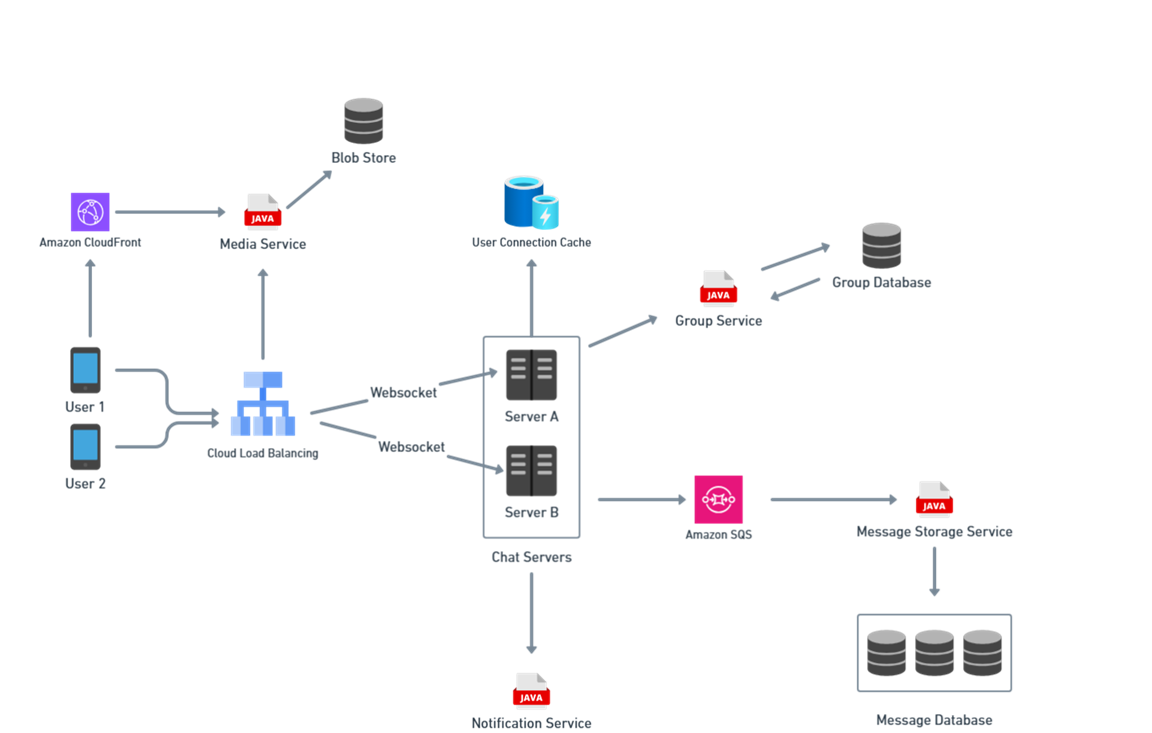 Blob Store
JAVA
Amazon CloudFront
Media Service
User Connection Cache
JAVA
Group Service
Group Database
User 1
User 2
Cloud Load Balancing
Websocket
Websocket
Server A
Server B
Chat Servers
Amazon SQS
JAVA
Message Storage Service
Message Database
JAVA
Notification Service